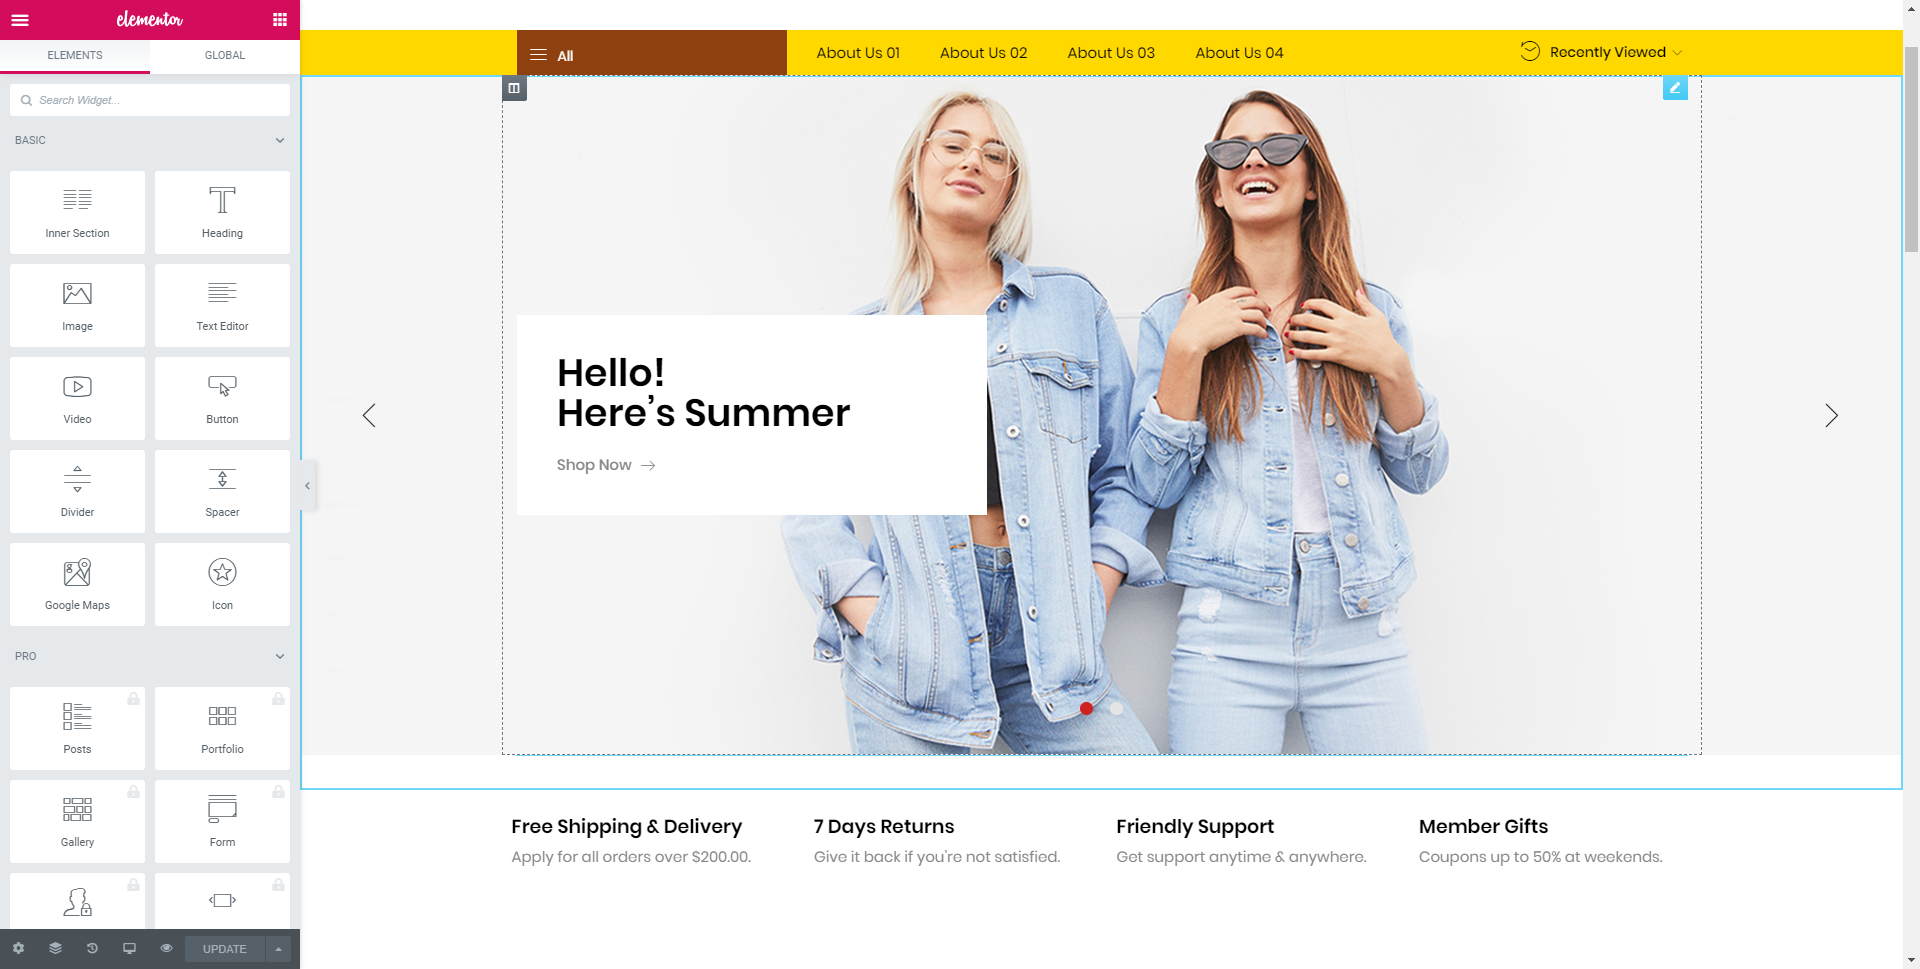 elementor
ELEMENTS
GLOBAL
Search Widget...
BASIC
Inner Section
Heading
Image
Text Editor
Video
Button
Divider
Spacer
Google Maps
Icon
PRO
Posts
Portfolio
Gallery
Form
UPDATE
All
About Us 01
About Us 02
About Us 03
About Us 04
Recently Viewed
Hello!
Here's Summer
Shop Now
Free Shipping & Delivery
Apply for all orders over $200.00.
7 Days Returns
Give it back if you're not satisfied.
Friendly Support
Get support anytime & anywhere.
Member Gifts
Coupons up to 50% at weekends.